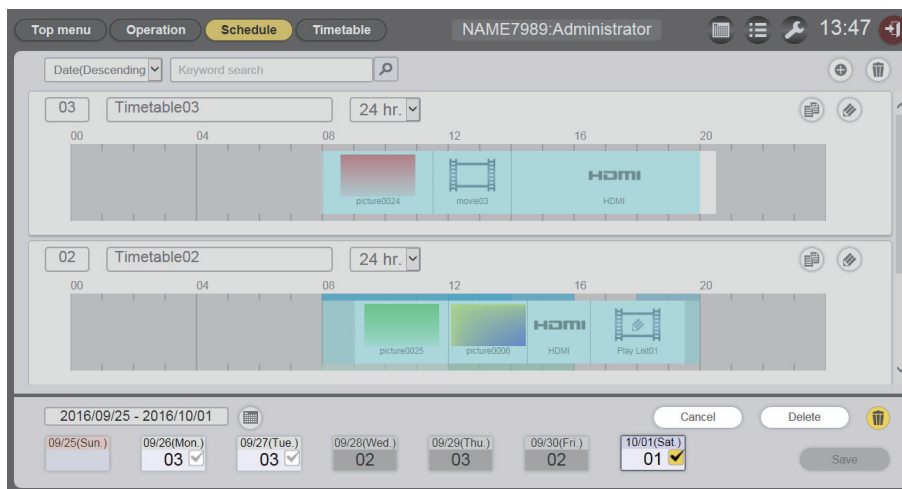 Top menu Operation Schedule Timetable NAME7989:Administrator 13:47
Date(Descending Keyword search
03 Timetable03 24 hr.
00 04 08 12 16 20
HDMI
picture0024 movie03 HDMI
02 Timetable02 24 hr.
00 04 08 12 16 20
HDMI
picture0025 picture0006 HDMI Play List01
2016/09/25 - 2016/10/01 Cancel Delete
09/25(Sun.) 09/26(Mon.) 09/27(Tue.) 09/28(Wed.) 09/29(Thu.) 09/30(Fri.) 10/01(Sat.)
03 03 02 03 02 01 Save